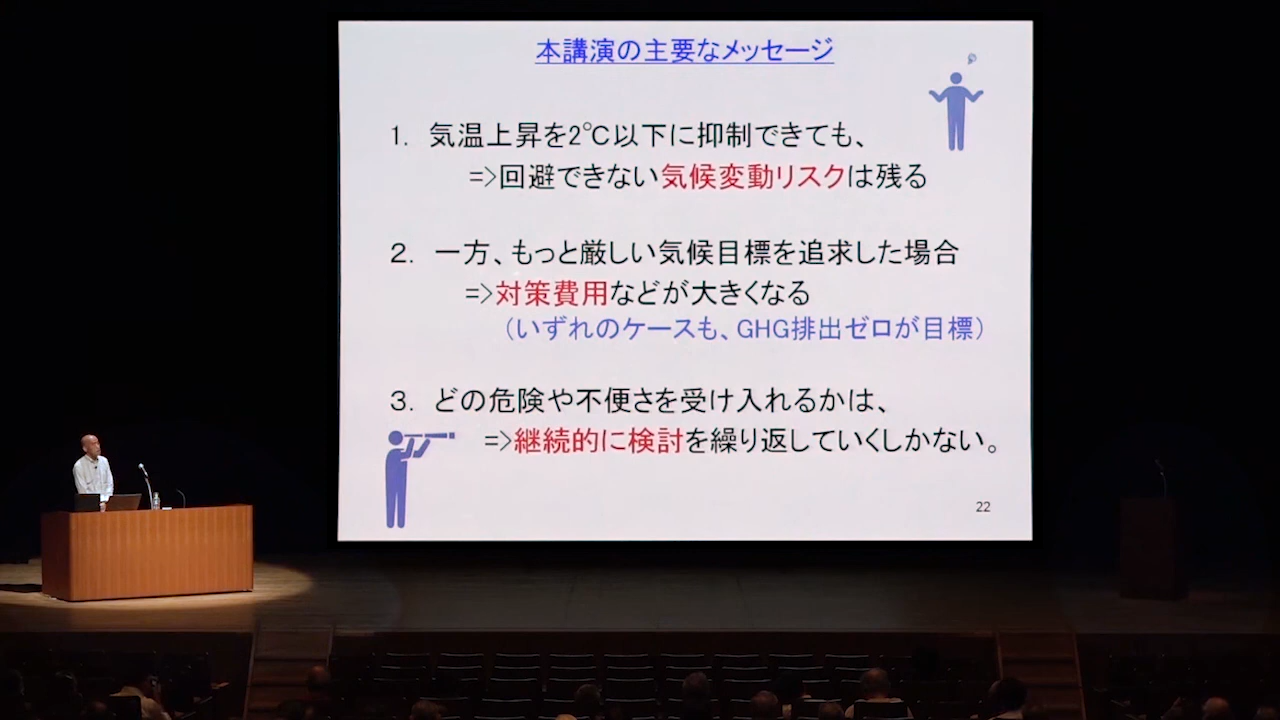 本講演の主要なメッセージ
1. 気温上昇を2℃以下に抑制できても、
=>回避できない気候変動リスクは残る
2. 一方、もっと厳しい気候目標を追求した場合
=>対策費用などが大きくなる
（いずれのケースも、GHG排出ゼロが目標）
3. どの危険や不便さを受け入れるかは、
=>継続的に検討を繰り返していくしかない。
22